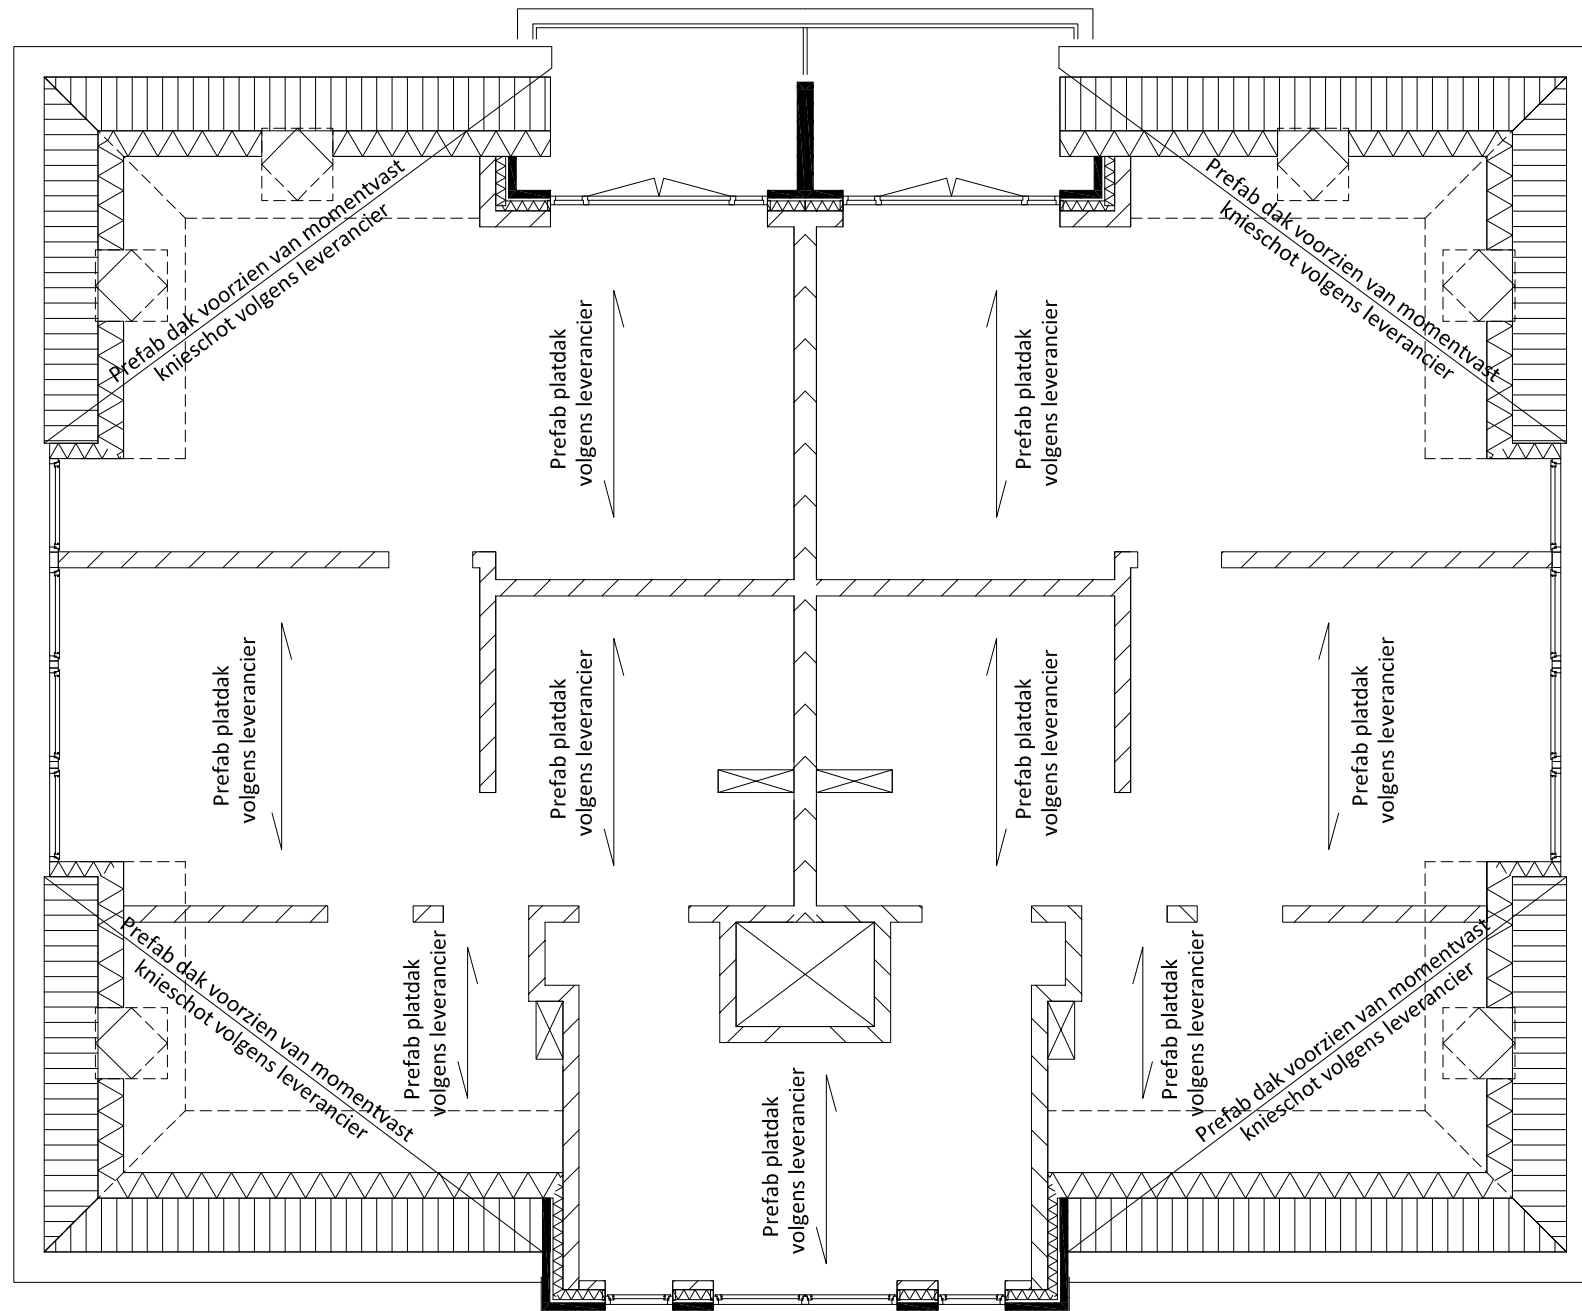 Prefab dak voorzien van momentvast
knieschot volgens leverancier
Prefab dak voorzien van momentvast
knieschot volgens leverancier
Prefab platdak
volgens leverancier
Prefab platdak
volgens leverancier
Prefab platdak
volgens leverancier
Prefab platdak
volgens leverancier
Prefab platdak
volgens leverancier
Prefab platdak
volgens leverancier
Prefab dak voorzien van momentvast
knieschot volgens leverancier
Prefab platdak
volgens leverancier
Prefab platdak
volgens leverancier
Prefab platdak
volgens leverancier
Prefab dak voorzien van momentvast
knieschot volgens leverancier